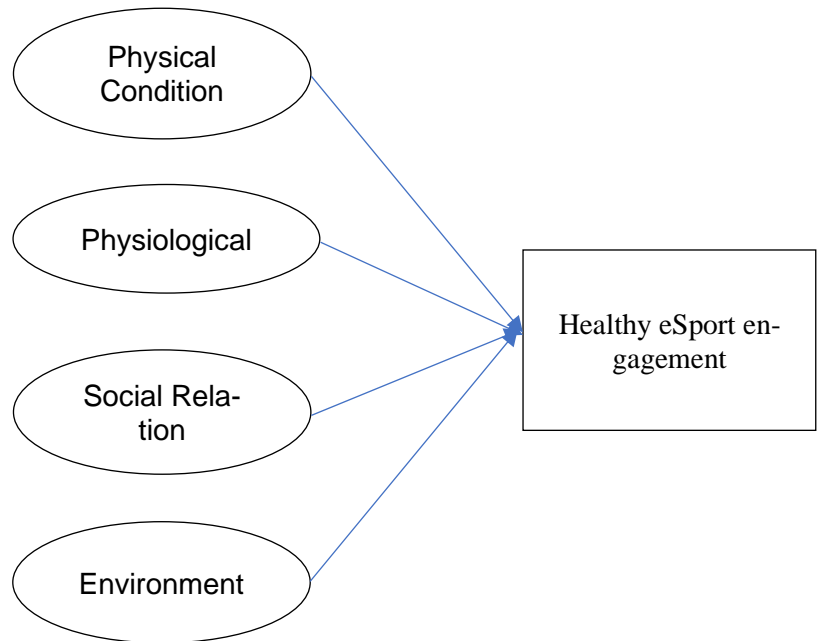 Physical
Condition
Physiological
Healthy eSport en-
gagement
Social Rela-
tion
Environment